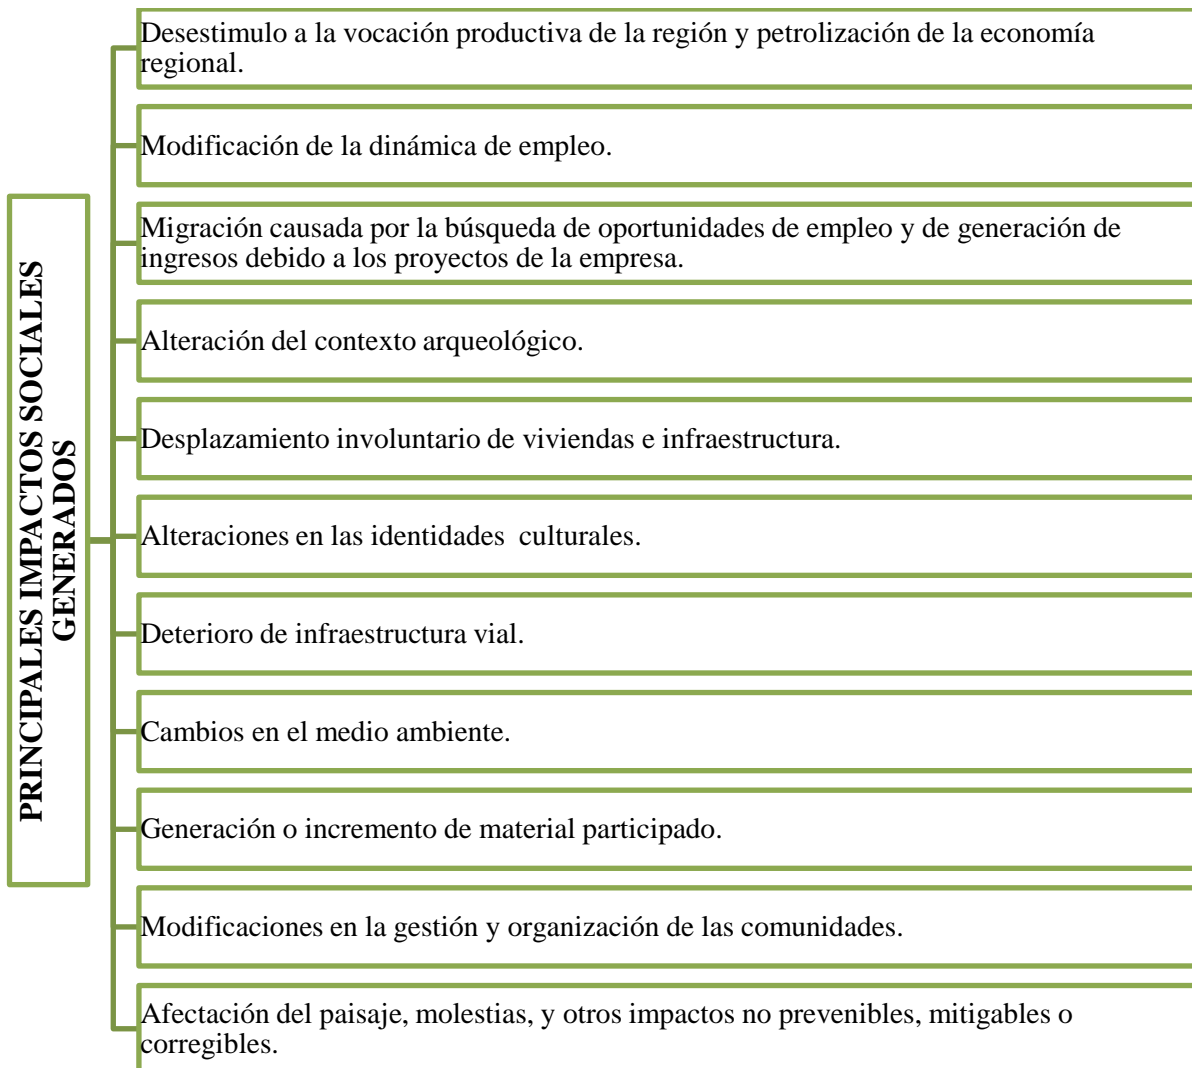 PRINCIPALES IMPACTOS SOCIALES
GENERADOS
Desestimulo a la vocación productiva de la región y petrolización de la economía
regional.
Modificación de la dinámica de empleo.
Migración causada por la búsqueda de oportunidades de empleo y de generación de
ingresos debido a los proyectos de la empresa.
Alteración del contexto arqueológico.
Desplazamiento involuntario de viviendas e infraestructura.
Alteraciones en las identidades  culturales.
Deterioro de infraestructura vial.
Cambios en el medio ambiente.
Generación o incremento de material participado.
Modificaciones en la gestión y organización de las comunidades.
Afectación del paisaje, molestias, y otros impactos no prevenibles, mitigables o
corregibles.